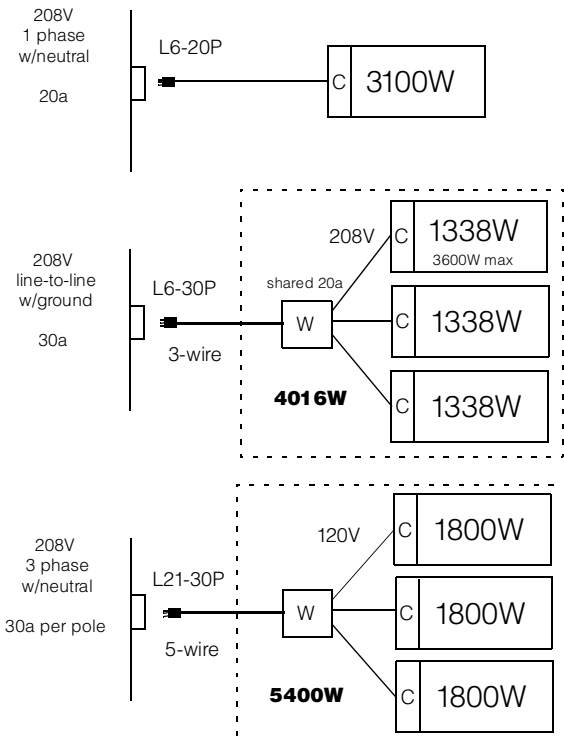 208V
1 phase
w/neutral
20a
L6-20P
C
3100W
208V
line-to-line
w/ground
30a
L6-30P
3-wire
shared 20a
W
4016W
208V
C
1338W
3600W max
C
1338W
C
1338W
208V
3 phase
w/neutral
30a per pole
L21-30P
5-wire
W
5400W
120V
C
1800W
C
1800W
C
1800W